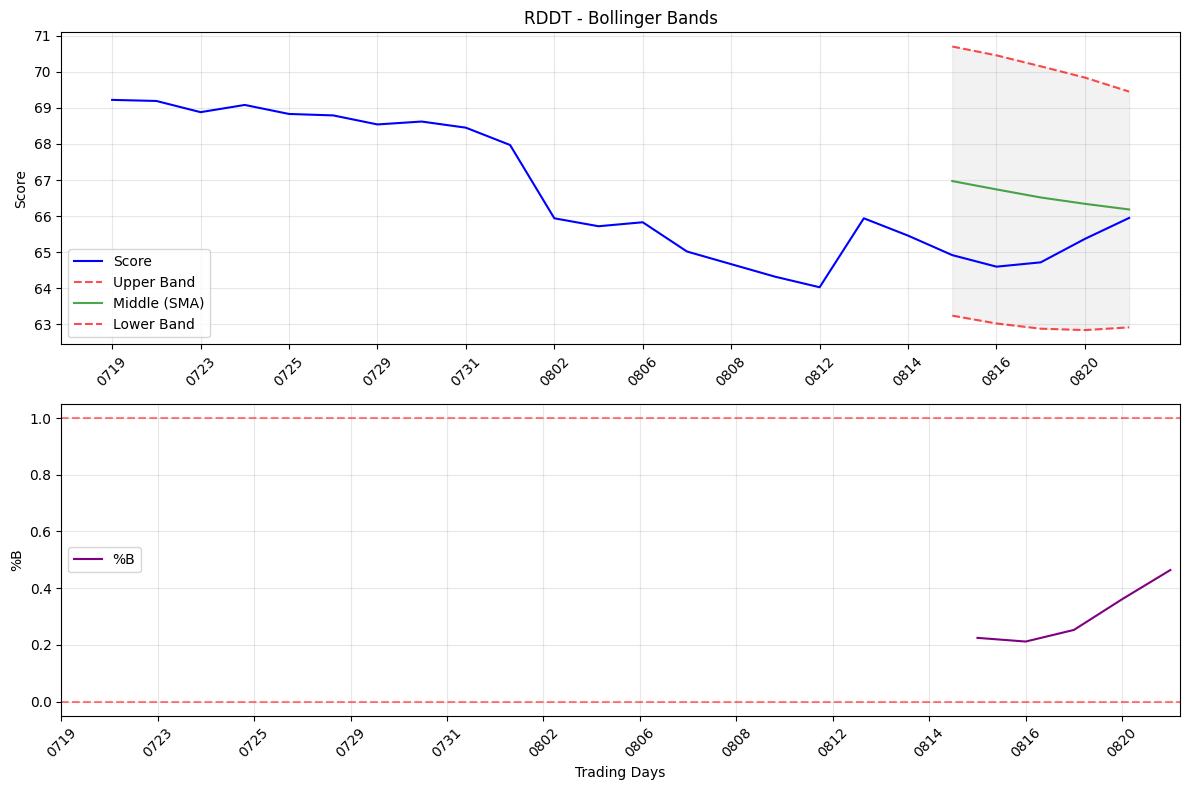 RDDT - Bollinger Bands
71
70
69
68
67
66
65
64
63
Score
Score
Upper Band
Middle (SMA)
Lower Band
0719 0723 0725 0729 0731 0802 0806 0808 0812 0814 0816 0820
1.0
0.8
0.6
0.4
0.2
0.0
%B
%B
0719 0723 0725 0729 0731 0802 0806 0808 0812 0814 0816 0820
Trading Days